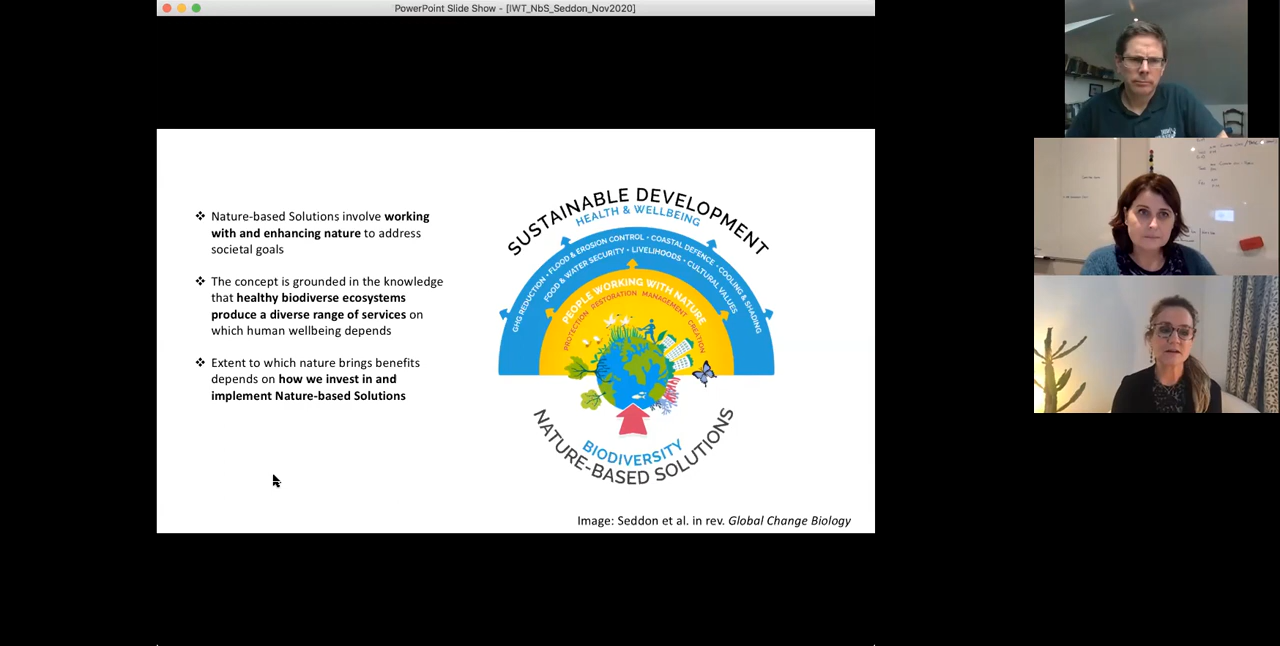 PowerPoint Slide Show - [IWT_NbS_Seddon_Nov2020]
❖ Nature-based Solutions involve working
with and enhancing nature to address
societal goals
❖ The concept is grounded in the knowledge
that healthy biodiverse ecosystems
produce a diverse range of services on
which human wellbeing depends
❖ Extent to which nature brings benefits
depends on how we invest in and
implement Nature-based Solutions
SUSTAINABLE DEVELOPMENT
HEALTH & WELLBEING
GHG REDUCTION • FLOOD & EROSION CONTROL • COASTAL DEFENCE • COOLING & SHADING
FOOD & WATER SECURITY • LIVELIHOODS • CULTURAL VALUES
PEOPLE WORKING WITH NATURE
PROTECTION RESTORATION MANAGEMENT CREATION
BIODIVERSITY
NATURE-BASED SOLUTIONS
Image: Seddon et al. in rev. Global Change Biology